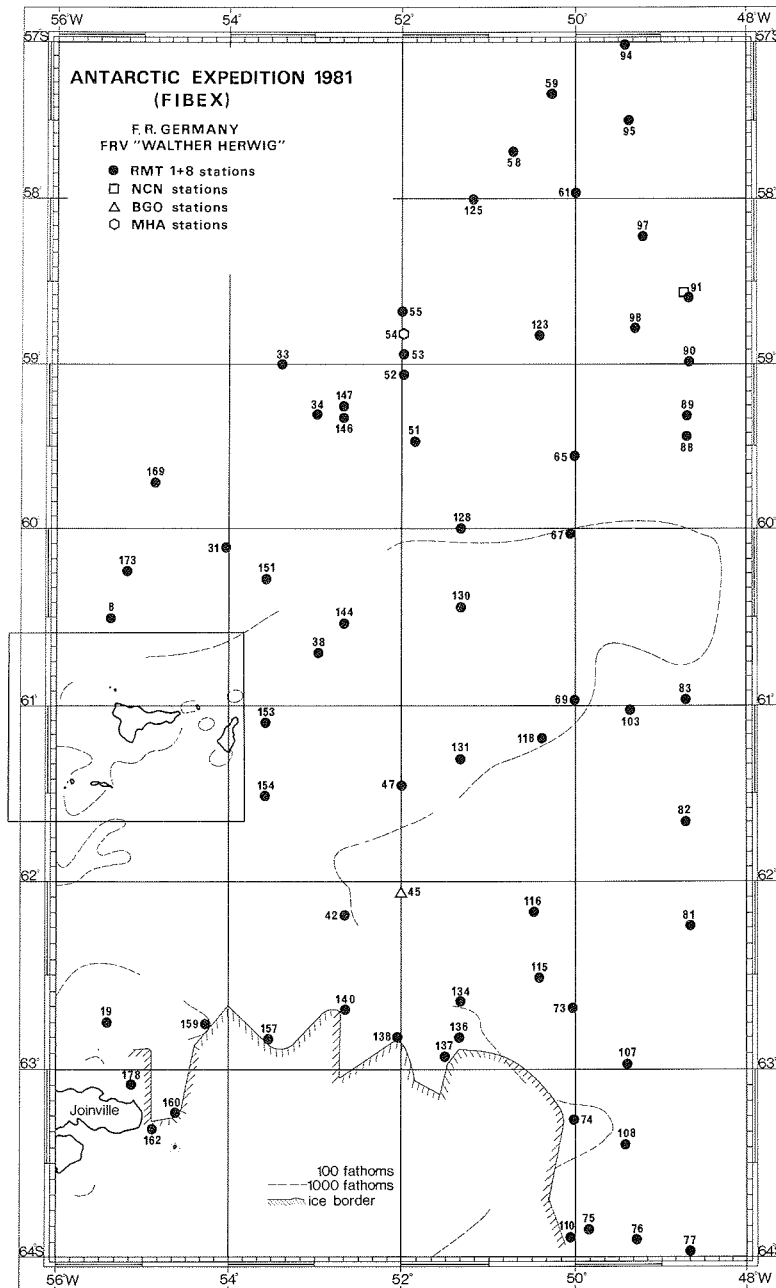 56°W 54° 52° 50° 48°W
57°S 57°S
ANTARCTIC EXPEDITION 1981
(FIBEX)
F. R. GERMANY
FRV "WALTHER HERWIG"
RMT 1+8 stations
NCN stations
BGO stations
MHA stations
94
59
95
58
58° 61 58°
125
97
91
55
98
54 123
53 90
33 59° 59°
52
147
34 89
146
51 88
65
169
128
60° 60°
67
31
173 151
130
8 144
38
83
61° 69 61°
103
153
118
131
47
154
82
62° 62°
45
116
42 81
115
134
140 73
19
159
157 138 136
137 107
63° 63°
178
Joinville 160
74
162 108
100 fathoms
1000 fathoms
ice border
75
110 76
77
64S 64°S
56°W 54° 52° 50° 48°W